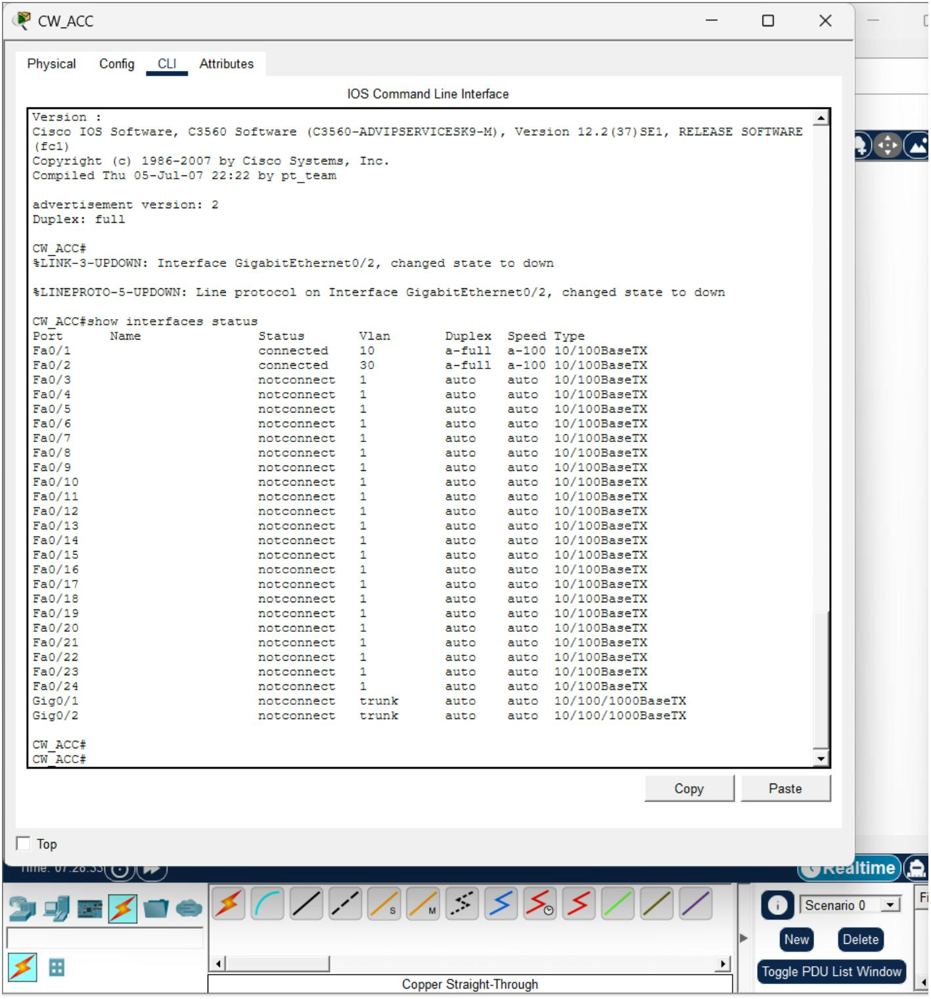 CW_ACC
Physical Config CLI Attributes
IOS Command Line Interface
Version :
Cisco IOS Software, C3560 Software (C3560-ADVIPSERVICESK9-M), Version 12.2(37)SE1, RELEASE SOFTWARE
(fc1)
Copyright (c) 1986-2007 by Cisco Systems, Inc.
Compiled Thu 05-Jul-07 22:22 by pt_team
advertisement version: 2
Duplex: full
CW_ACC#
%LINK-3-UPDOWN: Interface GigabitEthernet0/2, changed state to down
%LINEPROTO-5-UPDOWN: Line protocol on Interface GigabitEthernet0/2, changed state to down
CW_ACC#show interfaces status
Port Name Status Vlan Duplex Speed Type
Fa0/1 connected 10 a-full a-100 10/100BaseTX
Fa0/2 connected 30 a-full a-100 10/100BaseTX
Fa0/3 notconnect 1 auto auto 10/100BaseTX
Fa0/4 notconnect 1 auto auto 10/100BaseTX
Fa0/5 notconnect 1 auto auto 10/100BaseTX
Fa0/6 notconnect 1 auto auto 10/100BaseTX
Fa0/7 notconnect 1 auto auto 10/100BaseTX
Fa0/8 notconnect 1 auto auto 10/100BaseTX
Fa0/9 notconnect 1 auto auto 10/100BaseTX
Fa0/10 notconnect 1 auto auto 10/100BaseTX
Fa0/11 notconnect 1 auto auto 10/100BaseTX
Fa0/12 notconnect 1 auto auto 10/100BaseTX
Fa0/13 notconnect 1 auto auto 10/100BaseTX
Fa0/14 notconnect 1 auto auto 10/100BaseTX
Fa0/15 notconnect 1 auto auto 10/100BaseTX
Fa0/16 notconnect 1 auto auto 10/100BaseTX
Fa0/17 notconnect 1 auto auto 10/100BaseTX
Fa0/18 notconnect 1 auto auto 10/100BaseTX
Fa0/19 notconnect 1 auto auto 10/100BaseTX
Fa0/20 notconnect 1 auto auto 10/100BaseTX
Fa0/21 notconnect 1 auto auto 10/100BaseTX
Fa0/22 notconnect 1 auto auto 10/100BaseTX
Fa0/23 notconnect 1 auto auto 10/100BaseTX
Fa0/24 notconnect 1 auto auto 10/100BaseTX
Gig0/1 notconnect trunk auto auto 10/100/1000BaseTX
Gig0/2 notconnect trunk auto auto 10/100/1000BaseTX
CW_ACC#
CW_ACC#
Copy Paste
Top
Time: 07:28:33
Realtime
S M
Scenario 0
Fi
New Delete
Toggle PDU List Window
Copper Straight-Through